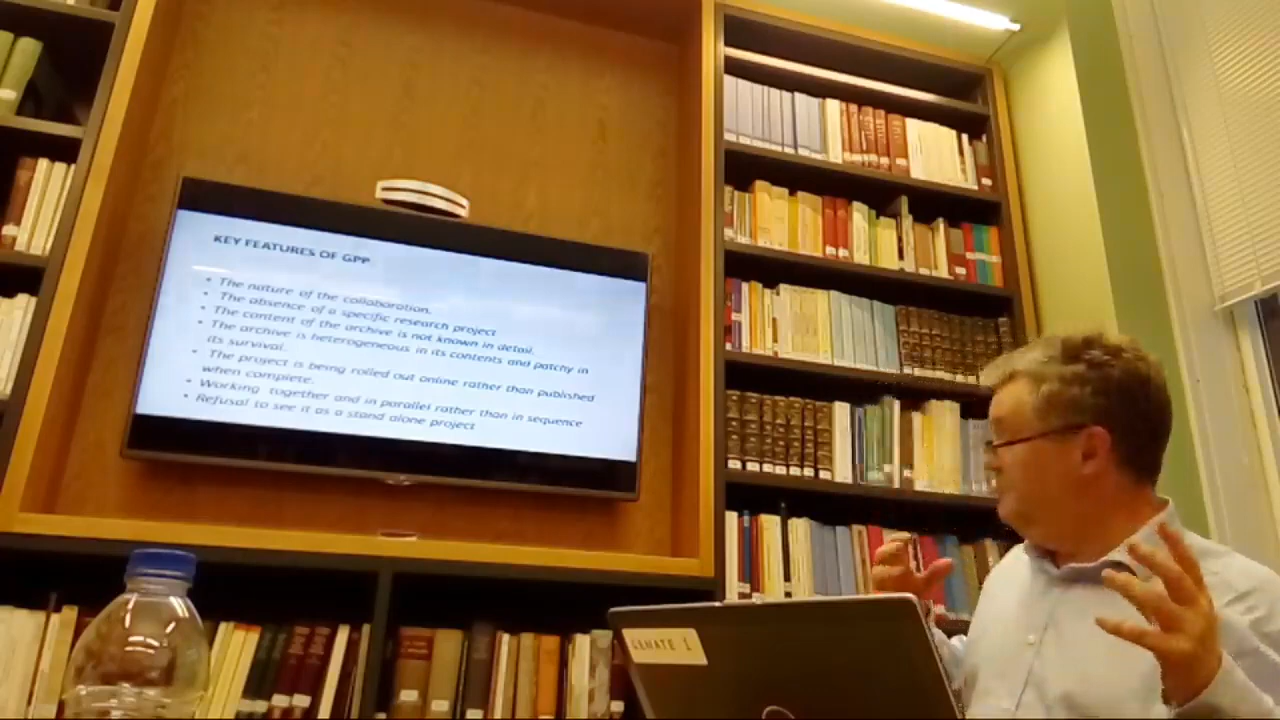 KEY FEATURES OF GPP
• The nature of the collaboration.
• The absence of a specific research project
• The content of the archive is not known in detail.
• The archive is heterogeneous in its contents and patchy in
its survival.
• The project is being rolled out online rather than published
when complete.
• Working together and in parallel rather than in sequence
• Refusal to see it as a stand alone project
SENATE 1